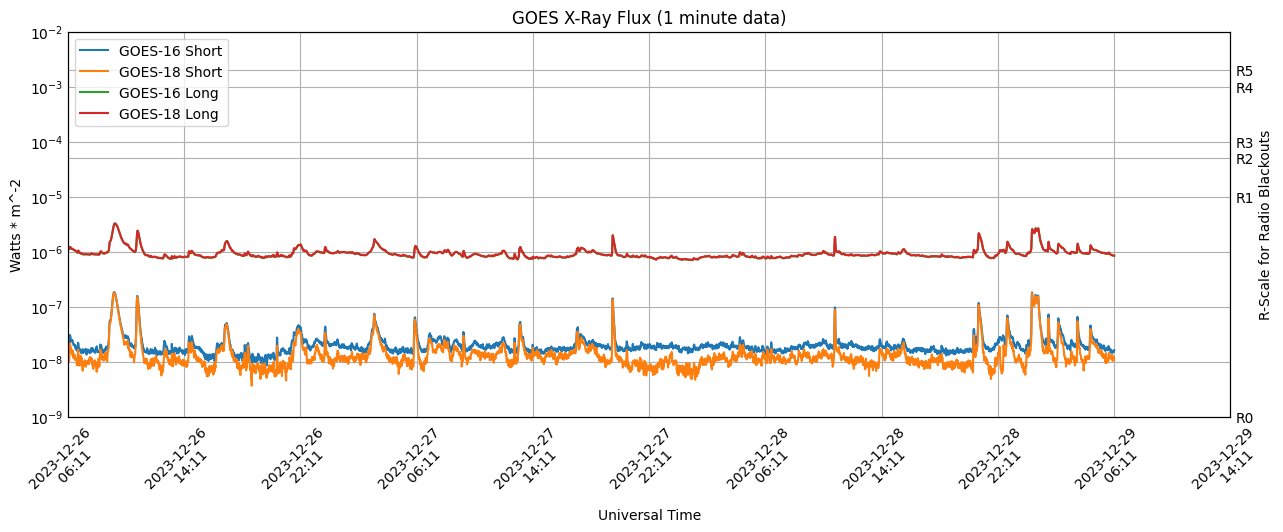 GOES X-Ray Flux (1 minute data)
GOES-16 Short
GOES-18 Short
GOES-16 Long
GOES-18 Long
Watts * m^-2
10⁻²
10⁻³
10⁻⁴
10⁻⁵
10⁻⁶
10⁻⁷
10⁻⁸
10⁻⁹
R5
R4
R3
R2
R1
R0
R-Scale for Radio Blackouts
2023-12-26
06:11
2023-12-26
14:11
2023-12-26
22:11
2023-12-27
06:11
2023-12-27
14:11
2023-12-27
22:11
2023-12-28
06:11
2023-12-28
14:11
2023-12-28
22:11
2023-12-29
06:11
2023-12-29
14:11
Universal Time